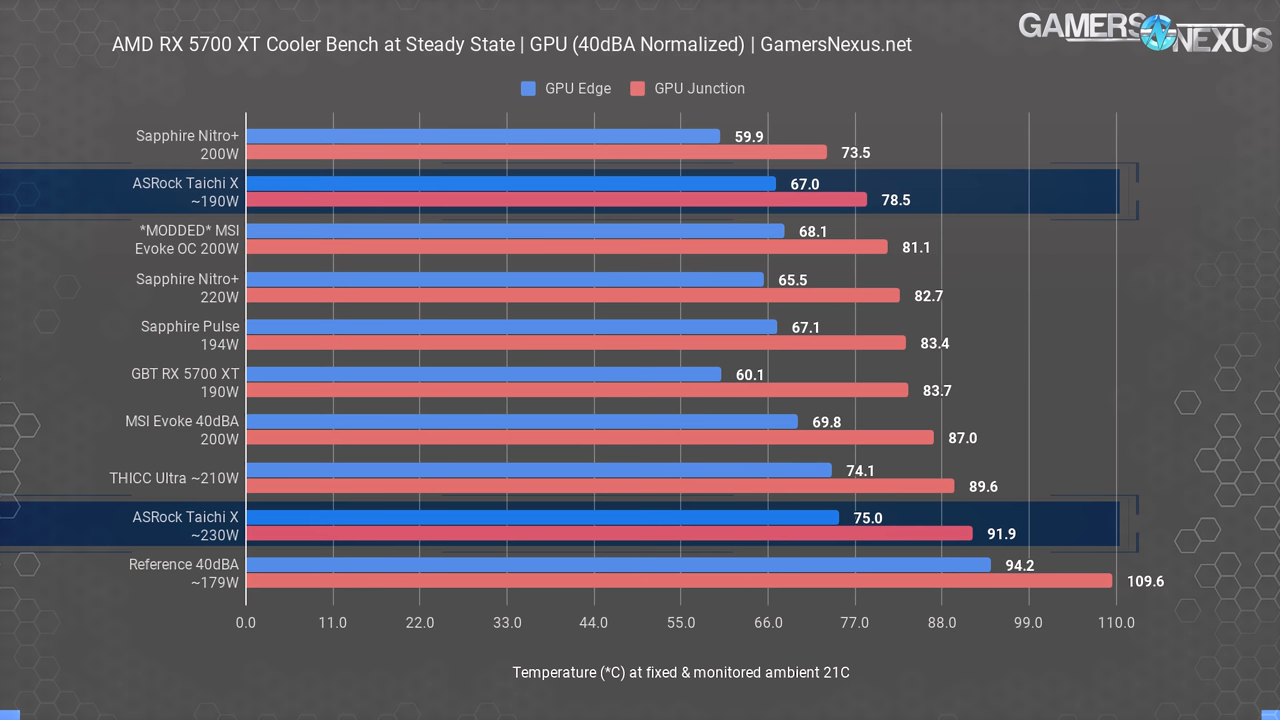 AMD RX 5700 XT Cooler Bench at Steady State | GPU (40dBA Normalized) | GamersNexus.net
GAMERS NEXUS
GPU Edge GPU Junction
Sapphire Nitro+
200W
59.9
73.5
ASRock Taichi X
~190W
67.0
78.5
*MODDED* MSI
Evoke OC 200W
68.1
81.1
Sapphire Nitro+
220W
65.5
82.7
Sapphire Pulse
194W
67.1
83.4
GBT RX 5700 XT
190W
60.1
83.7
MSI Evoke 40dBA
200W
69.8
87.0
THICC Ultra ~210W
74.1
89.6
ASRock Taichi X
~230W
75.0
91.9
Reference 40dBA
~179W
94.2
109.6
0.0 11.0 22.0 33.0 44.0 55.0 66.0 77.0 88.0 99.0 110.0
Temperature (*C) at fixed & monitored ambient 21C